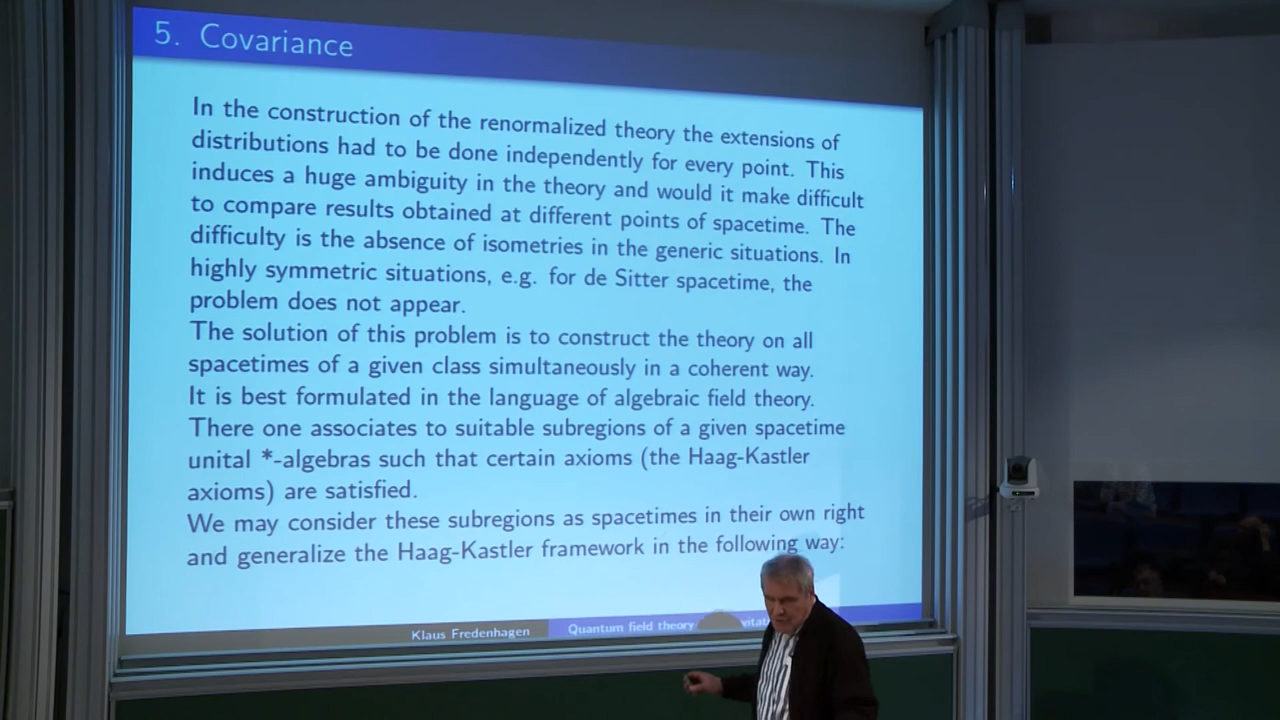 5. Covariance
In the construction of the renormalized theory the extensions of
distributions had to be done independently for every point. This
induces a huge ambiguity in the theory and would it make difficult
to compare results obtained at different points of spacetime. The
difficulty is the absence of isometries in the generic situations. In
highly symmetric situations, e.g. for de Sitter spacetime, the
problem does not appear.
The solution of this problem is to construct the theory on all
spacetimes of a given class simultaneously in a coherent way.
It is best formulated in the language of algebraic field theory.
There one associates to suitable subregions of a given spacetime
unital *-algebras such that certain axioms (the Haag-Kastler
axioms) are satisfied.
We may consider these subregions as spacetimes in their own right
and generalize the Haag-Kastler framework in the following way:
Klaus Fredenhagen Quantum field theory